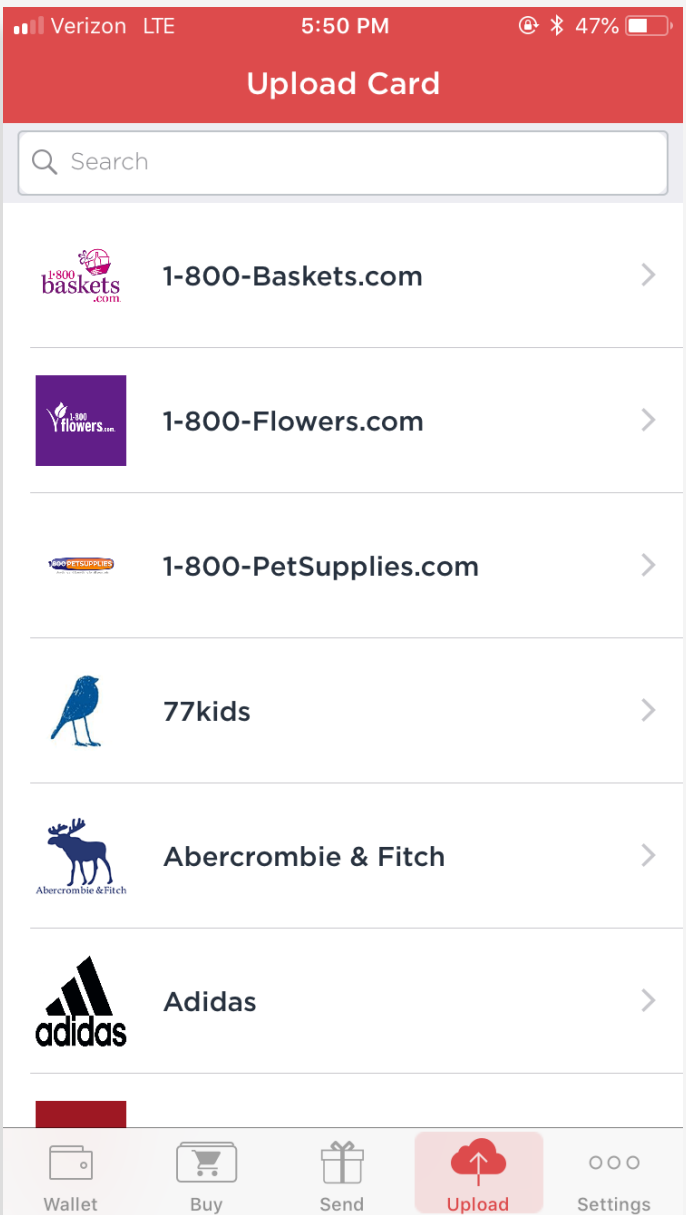 Verizon LTE 5:50 PM 47%
Upload Card
Search
1-800
baskets
.com
1-800-Baskets.com
1-800
flowers.com
1-800-Flowers.com
1800PETSUPPLIES
1-800-PetSupplies.com
77kids
Abercrombie & Fitch
Abercrombie & Fitch
adidas
Adidas
Wallet Buy Send Upload Settings